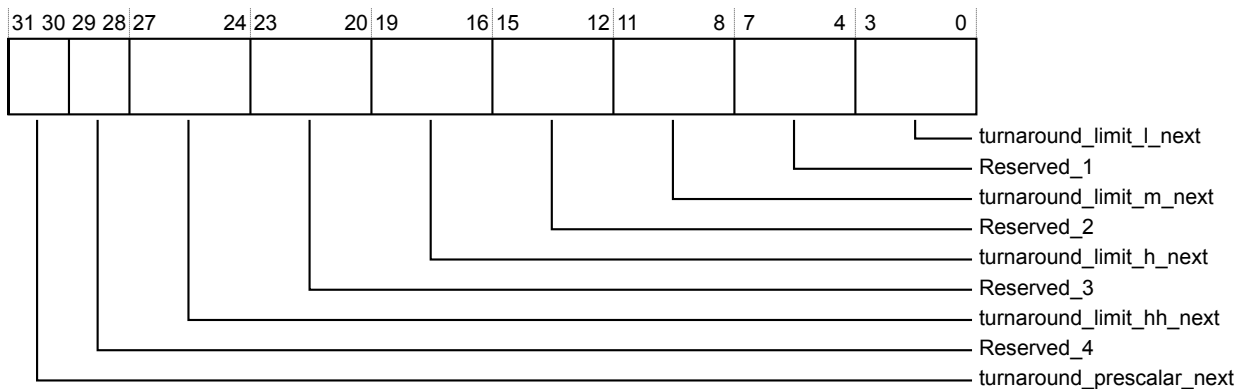 31 30 29 28 27 24 23 20 19 16 15 12 11 8 7 4 3 0
turnaround_limit_l_next
Reserved_1
turnaround_limit_m_next
Reserved_2
turnaround_limit_h_next
Reserved_3
turnaround_limit_hh_next
Reserved_4
turnaround_prescalar_next